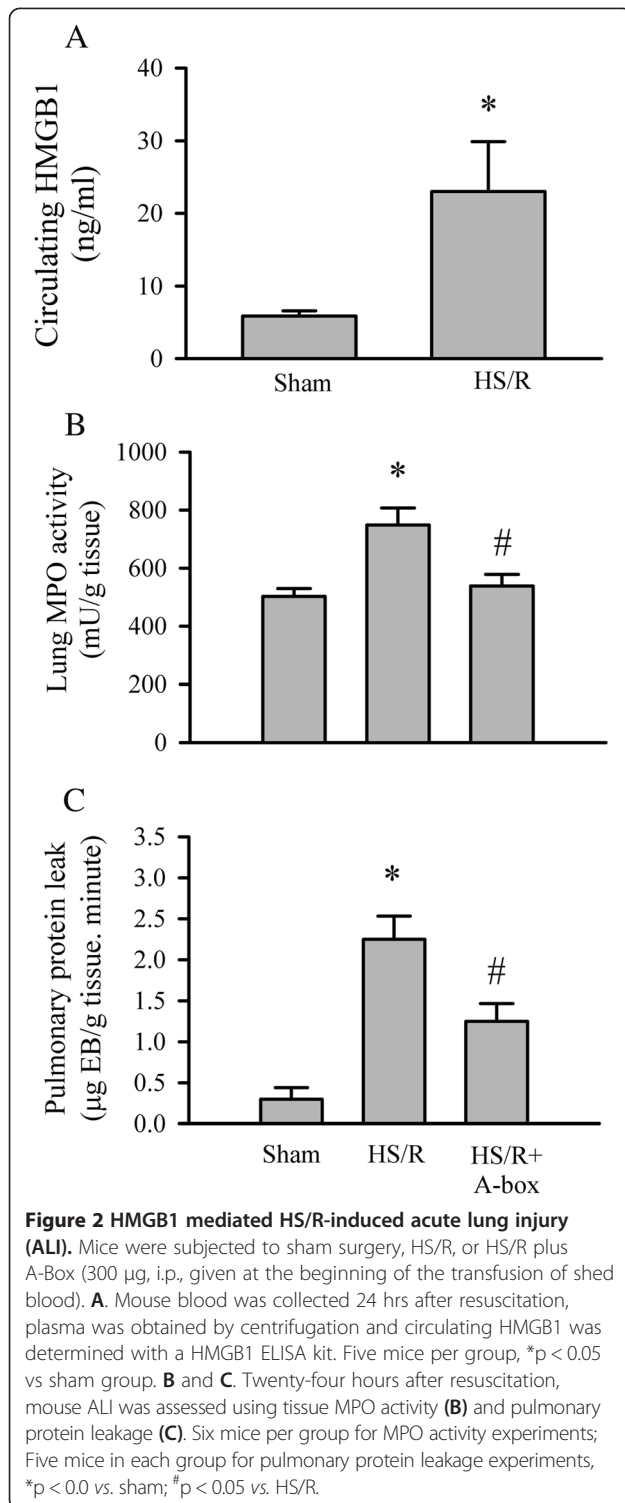 A
Circulating HMGB1
(ng/ml)
40
30
20
10
0
*
Sham
HS/R
B
Lung MPO activity
(mU/g tissue)
1000
800
600
400
200
0
*
#
C
Pulmonary protein leak
(µg EB/g tissue. minute)
3.5
3.0
2.5
2.0
1.5
1.0
0.5
0.0
*
#
Sham
HS/R
HS/R+
A-box
Figure 2 HMGB1 mediated HS/R-induced acute lung injury
(ALI). Mice were subjected to sham surgery, HS/R, or HS/R plus
A-Box (300 µg, i.p., given at the beginning of the transfusion of shed
blood). A. Mouse blood was collected 24 hrs after resuscitation,
plasma was obtained by centrifugation and circulating HMGB1 was
determined with a HMGB1 ELISA kit. Five mice per group, *p < 0.05
vs sham group. B and C. Twenty-four hours after resuscitation,
mouse ALI was assessed using tissue MPO activity (B) and pulmonary
protein leakage (C). Six mice per group for MPO activity experiments;
Five mice in each group for pulmonary protein leakage experiments,
*p < 0.0 vs. sham; #p < 0.05 vs. HS/R.